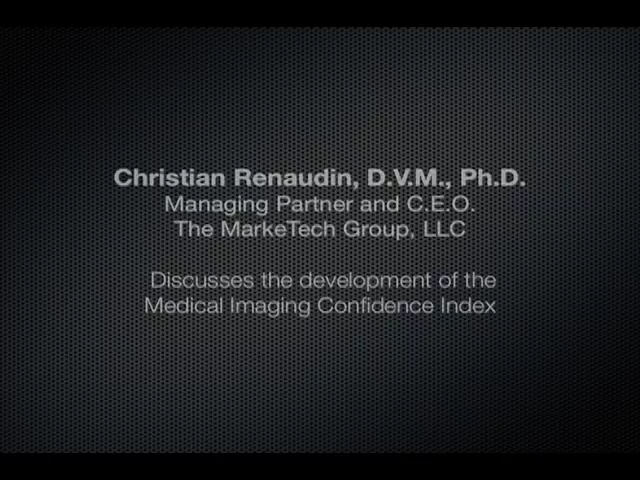 Christian Renaudin, D.V.M., Ph.D.
Managing Partner and C.E.O.
The MarkeTech Group, LLC
Discusses the development of the
Medical Imaging Confidence Index